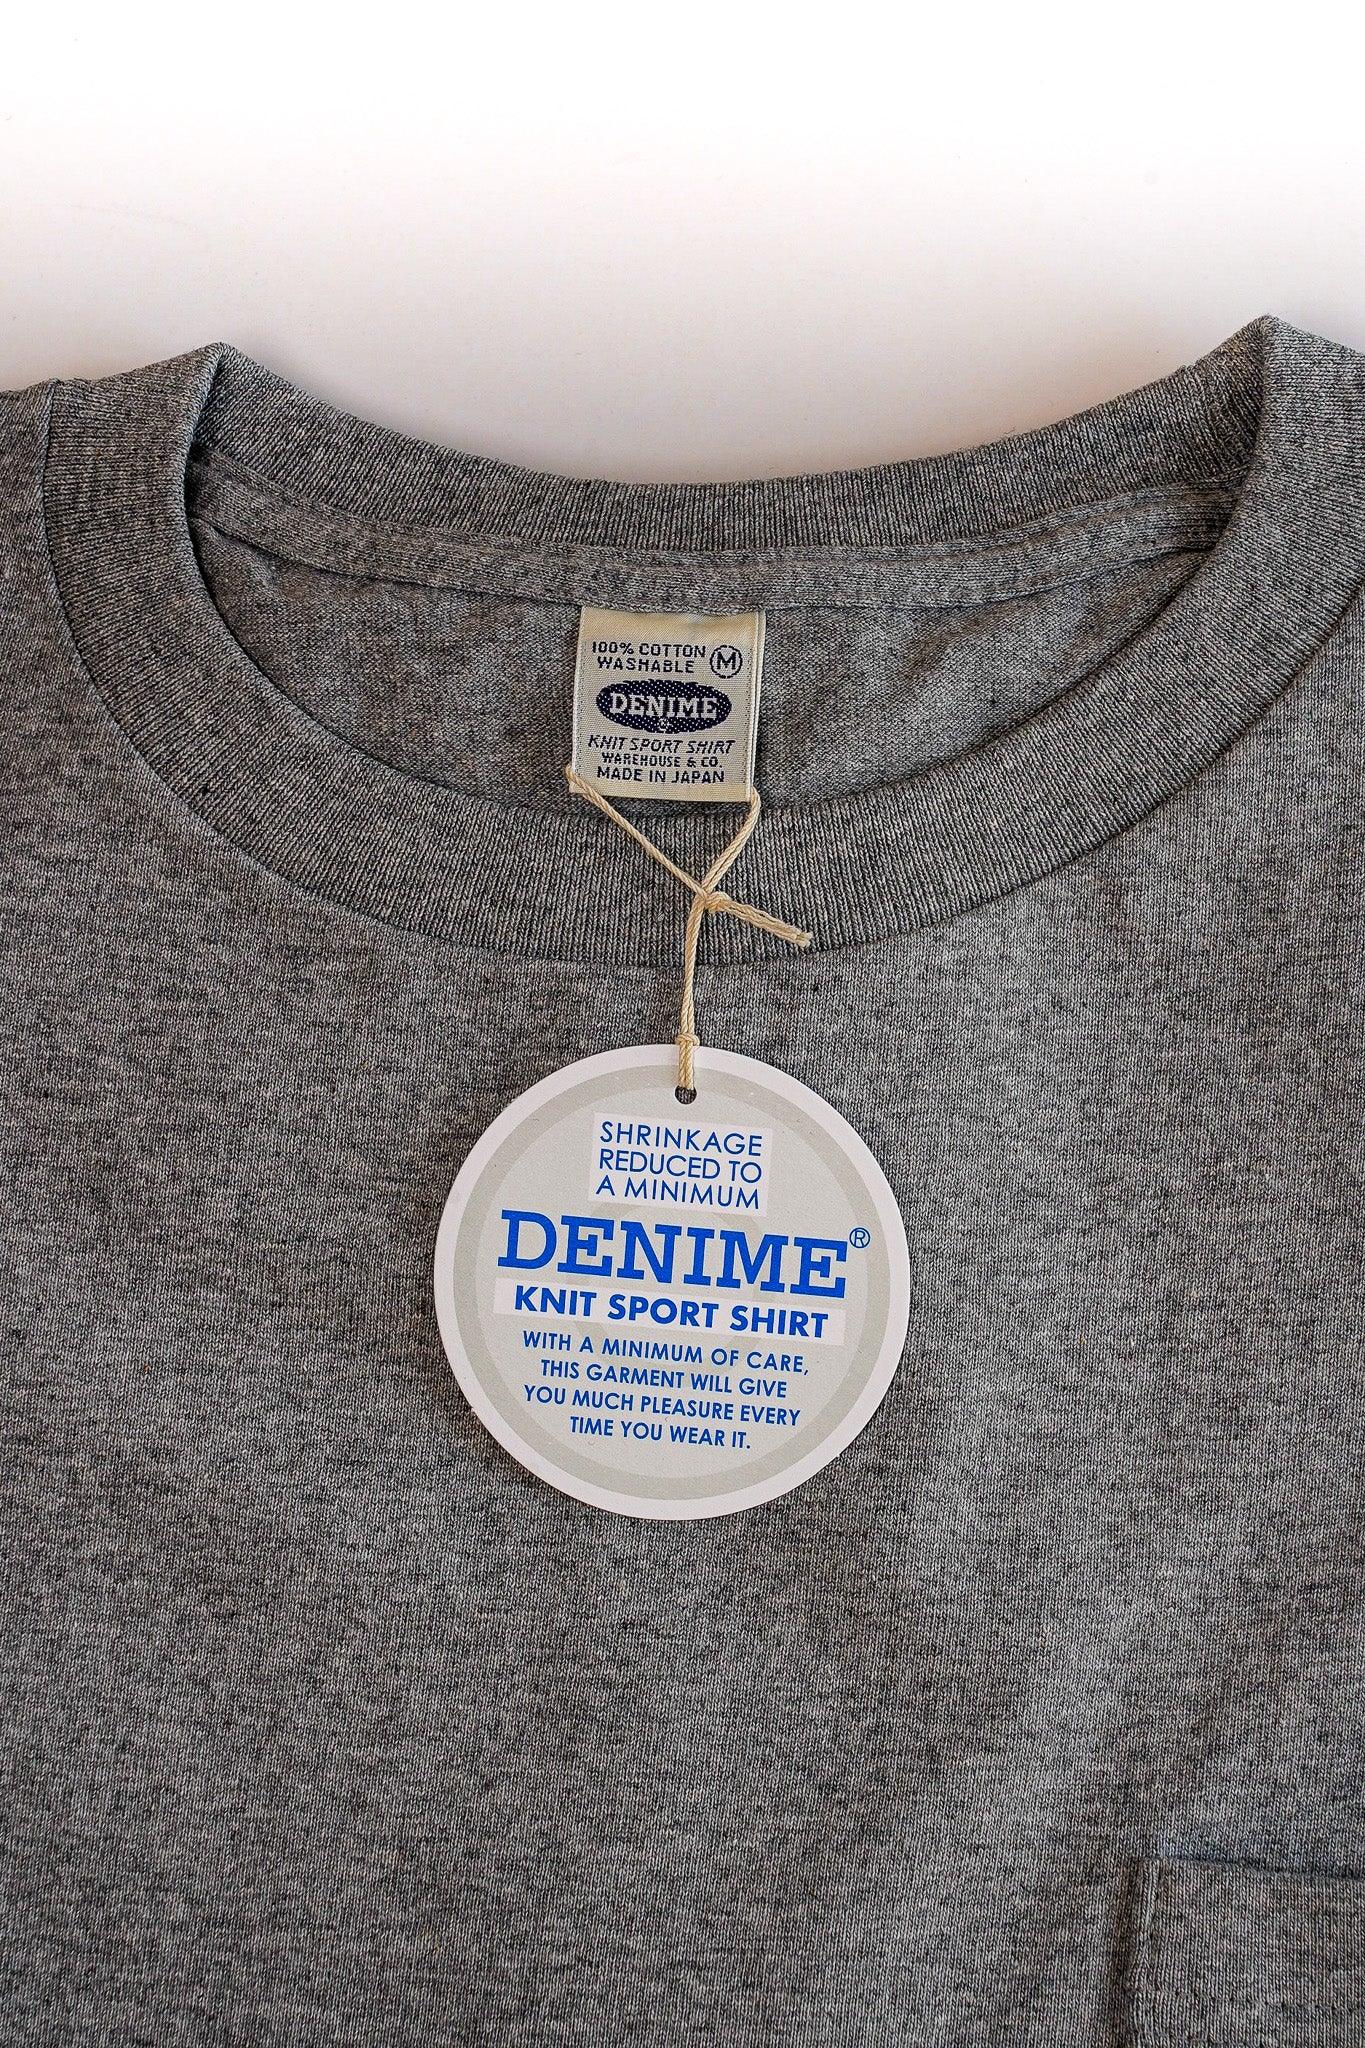 100% COTTON
WASHABLE M
DENIME
KNIT SPORT SHIRT
WAREHOUSE & CO.
MADE IN JAPAN
SHRINKAGE
REDUCED TO
A MINIMUM
DENIME®
KNIT SPORT SHIRT
WITH A MINIMUM OF CARE,
THIS GARMENT WILL GIVE
YOU MUCH PLEASURE EVERY
TIME YOU WEAR IT.